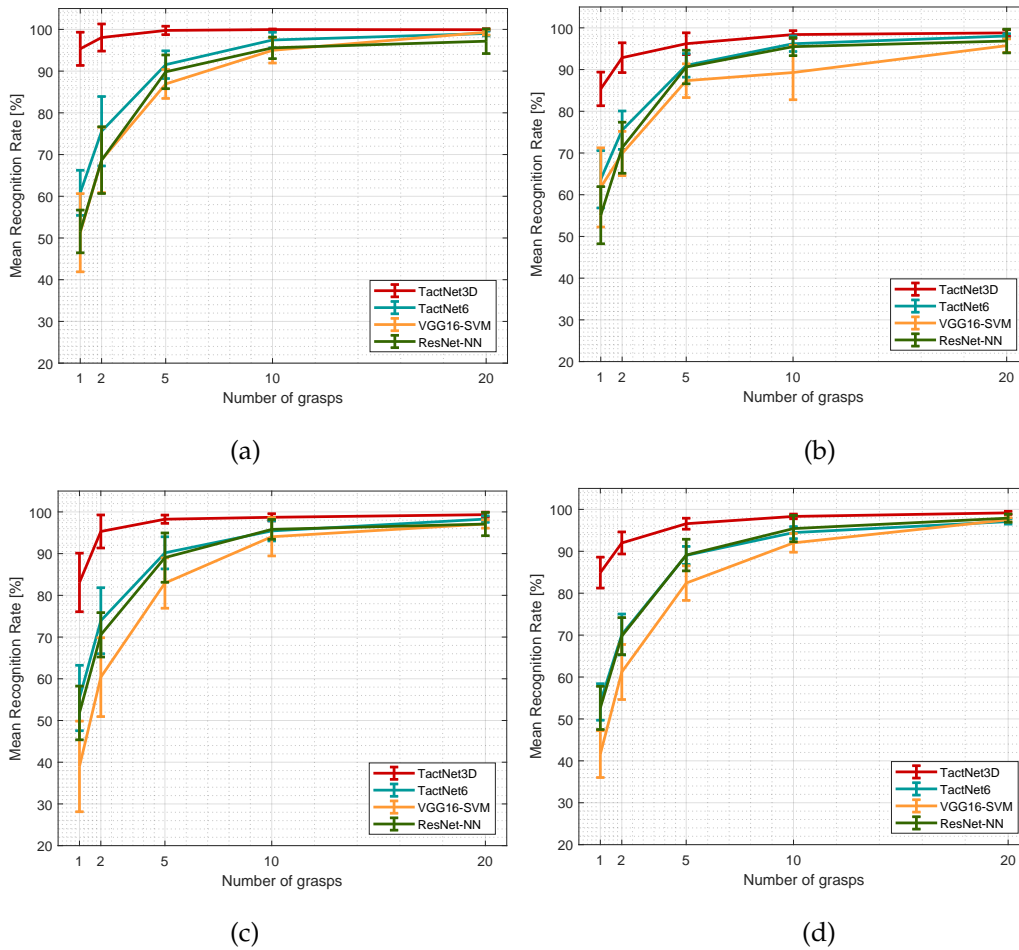 100
90
80
70
60
50
40
30
20
Mean Recognition Rate [%]
TactNet3D
TactNet6
VGG16-SVM
ResNet-NN
1 2 5 10 20
Number of grasps
(a)
100
90
80
70
60
50
40
30
20
Mean Recognition Rate [%]
TactNet3D
TactNet6
VGG16-SVM
ResNet-NN
1 2 5 10 20
Number of grasps
(b)
100
90
80
70
60
50
40
30
20
Mean Recognition Rate [%]
TactNet3D
TactNet6
VGG16-SVM
ResNet-NN
1 2 5 10 20
Number of grasps
(c)
100
90
80
70
60
50
40
30
20
Mean Recognition Rate [%]
TactNet3D
TactNet6
VGG16-SVM
ResNet-NN
1 2 5 10 20
Number of grasps
(d)